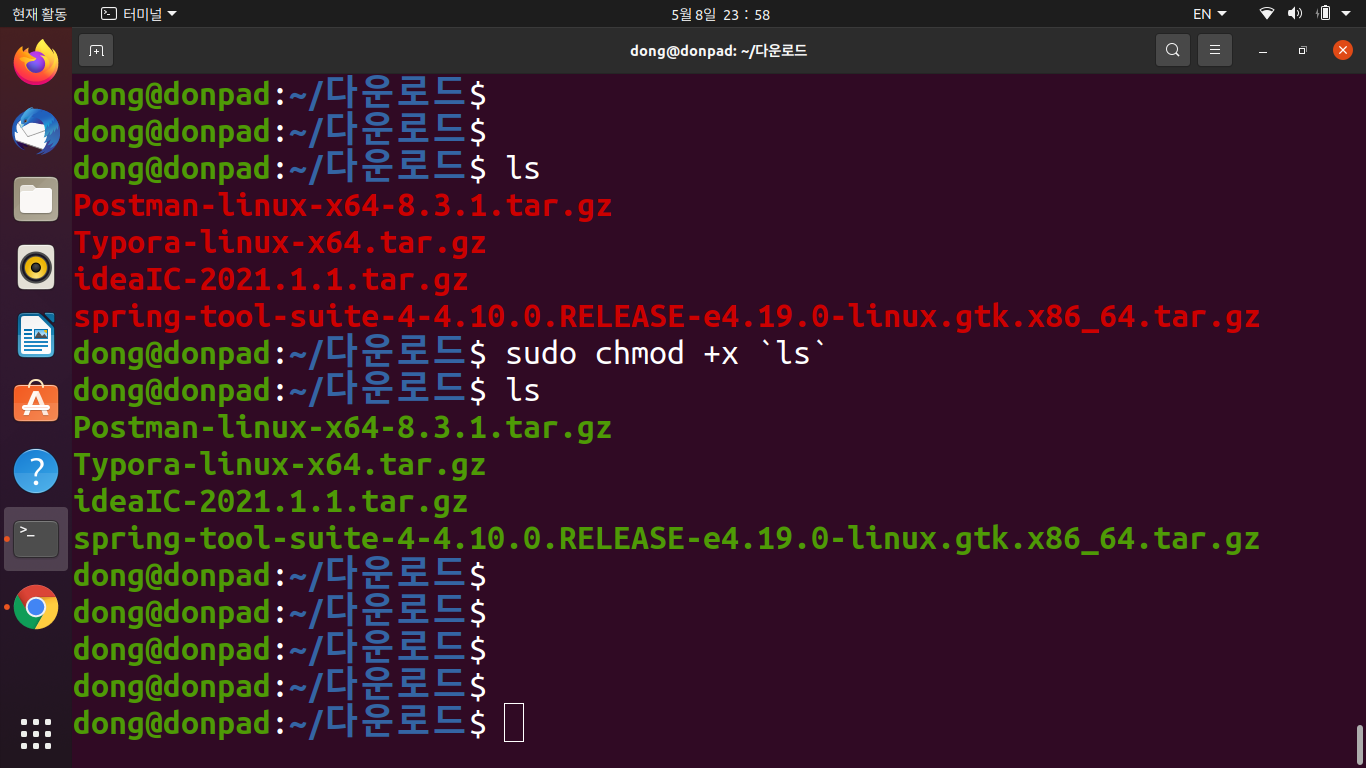 현재 활동
터미널
5월 8일 23 : 58
EN
dong@donpad: ~/다운로드
dong@donpad:~/다운로드$
dong@donpad:~/다운로드$
dong@donpad:~/다운로드$ ls
Postman-linux-x64-8.3.1.tar.gz
Typora-linux-x64.tar.gz
ideaIC-2021.1.1.tar.gz
spring-tool-suite-4-4.10.0.RELEASE-e4.19.0-linux.gtk.x86_64.tar.gz
dong@donpad:~/다운로드$ sudo chmod +x `ls`
dong@donpad:~/다운로드$ ls
Postman-linux-x64-8.3.1.tar.gz
Typora-linux-x64.tar.gz
ideaIC-2021.1.1.tar.gz
spring-tool-suite-4-4.10.0.RELEASE-e4.19.0-linux.gtk.x86_64.tar.gz
dong@donpad:~/다운로드$
dong@donpad:~/다운로드$
dong@donpad:~/다운로드$
dong@donpad:~/다운로드$
dong@donpad:~/다운로드$